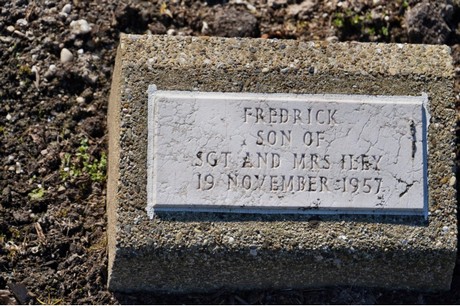 FREDRICK
SON OF
SGT AND MRS ILEY
19 NOVEMBER 1957